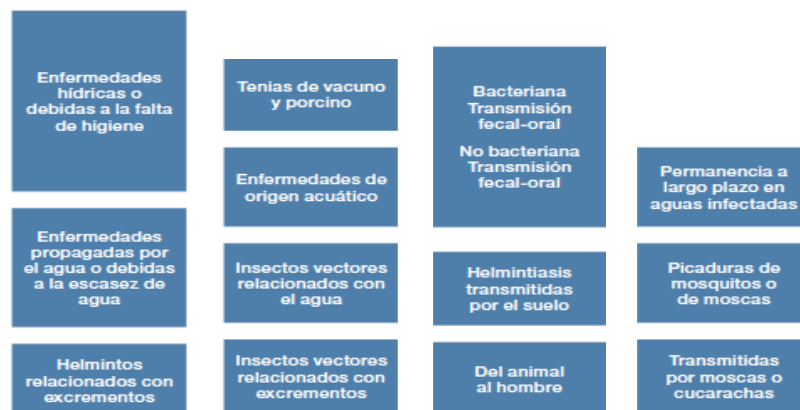 Enfermedades
hídricas o
debidas a la falta
de higiene
Enfermedades
propagadas por
el agua o debidas
a la escasez de
agua
Helmintos
relacionados con
excrementos
Tenias de vacuno
y porcino
Enfermedades de
origen acuático
Insectos vectores
relacionados con
el agua
Insectos vectores
relacionados con
excrementos
Bacteriana
Transmisión
fecal-oral
No bacteriana
Transmisión
fecal-oral
Helmintiasis
transmitidas
por el suelo
Del animal
al hombre
Permanencia a
largo plazo en
aguas infectadas
Picaduras de
mosquitos o
de moscas
Transmitidas
por moscas o
cucarachas